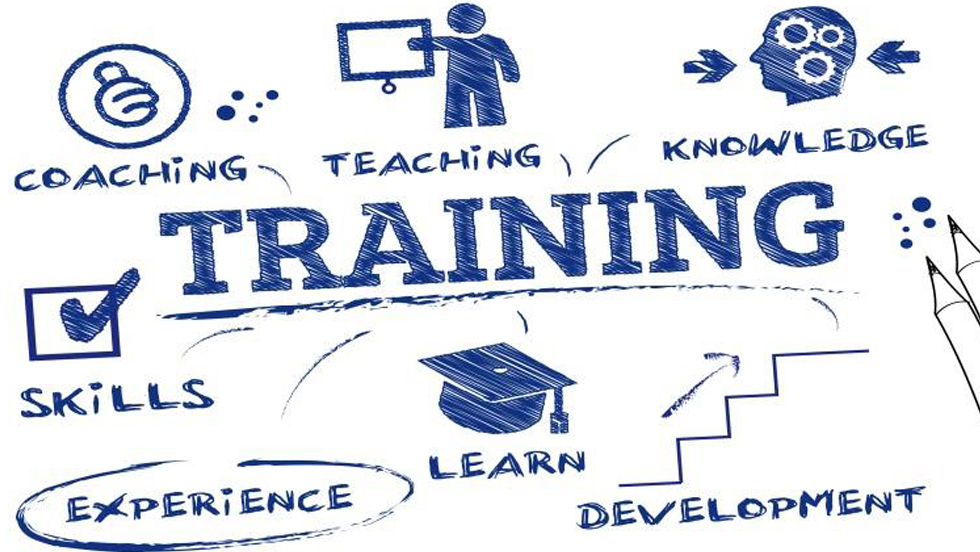 COACHiNG
TEACHiNG
KNOWLEDGE
TRAINING
SKiLLS
LEARN
EXPERiENCE
DEVELOPMENT